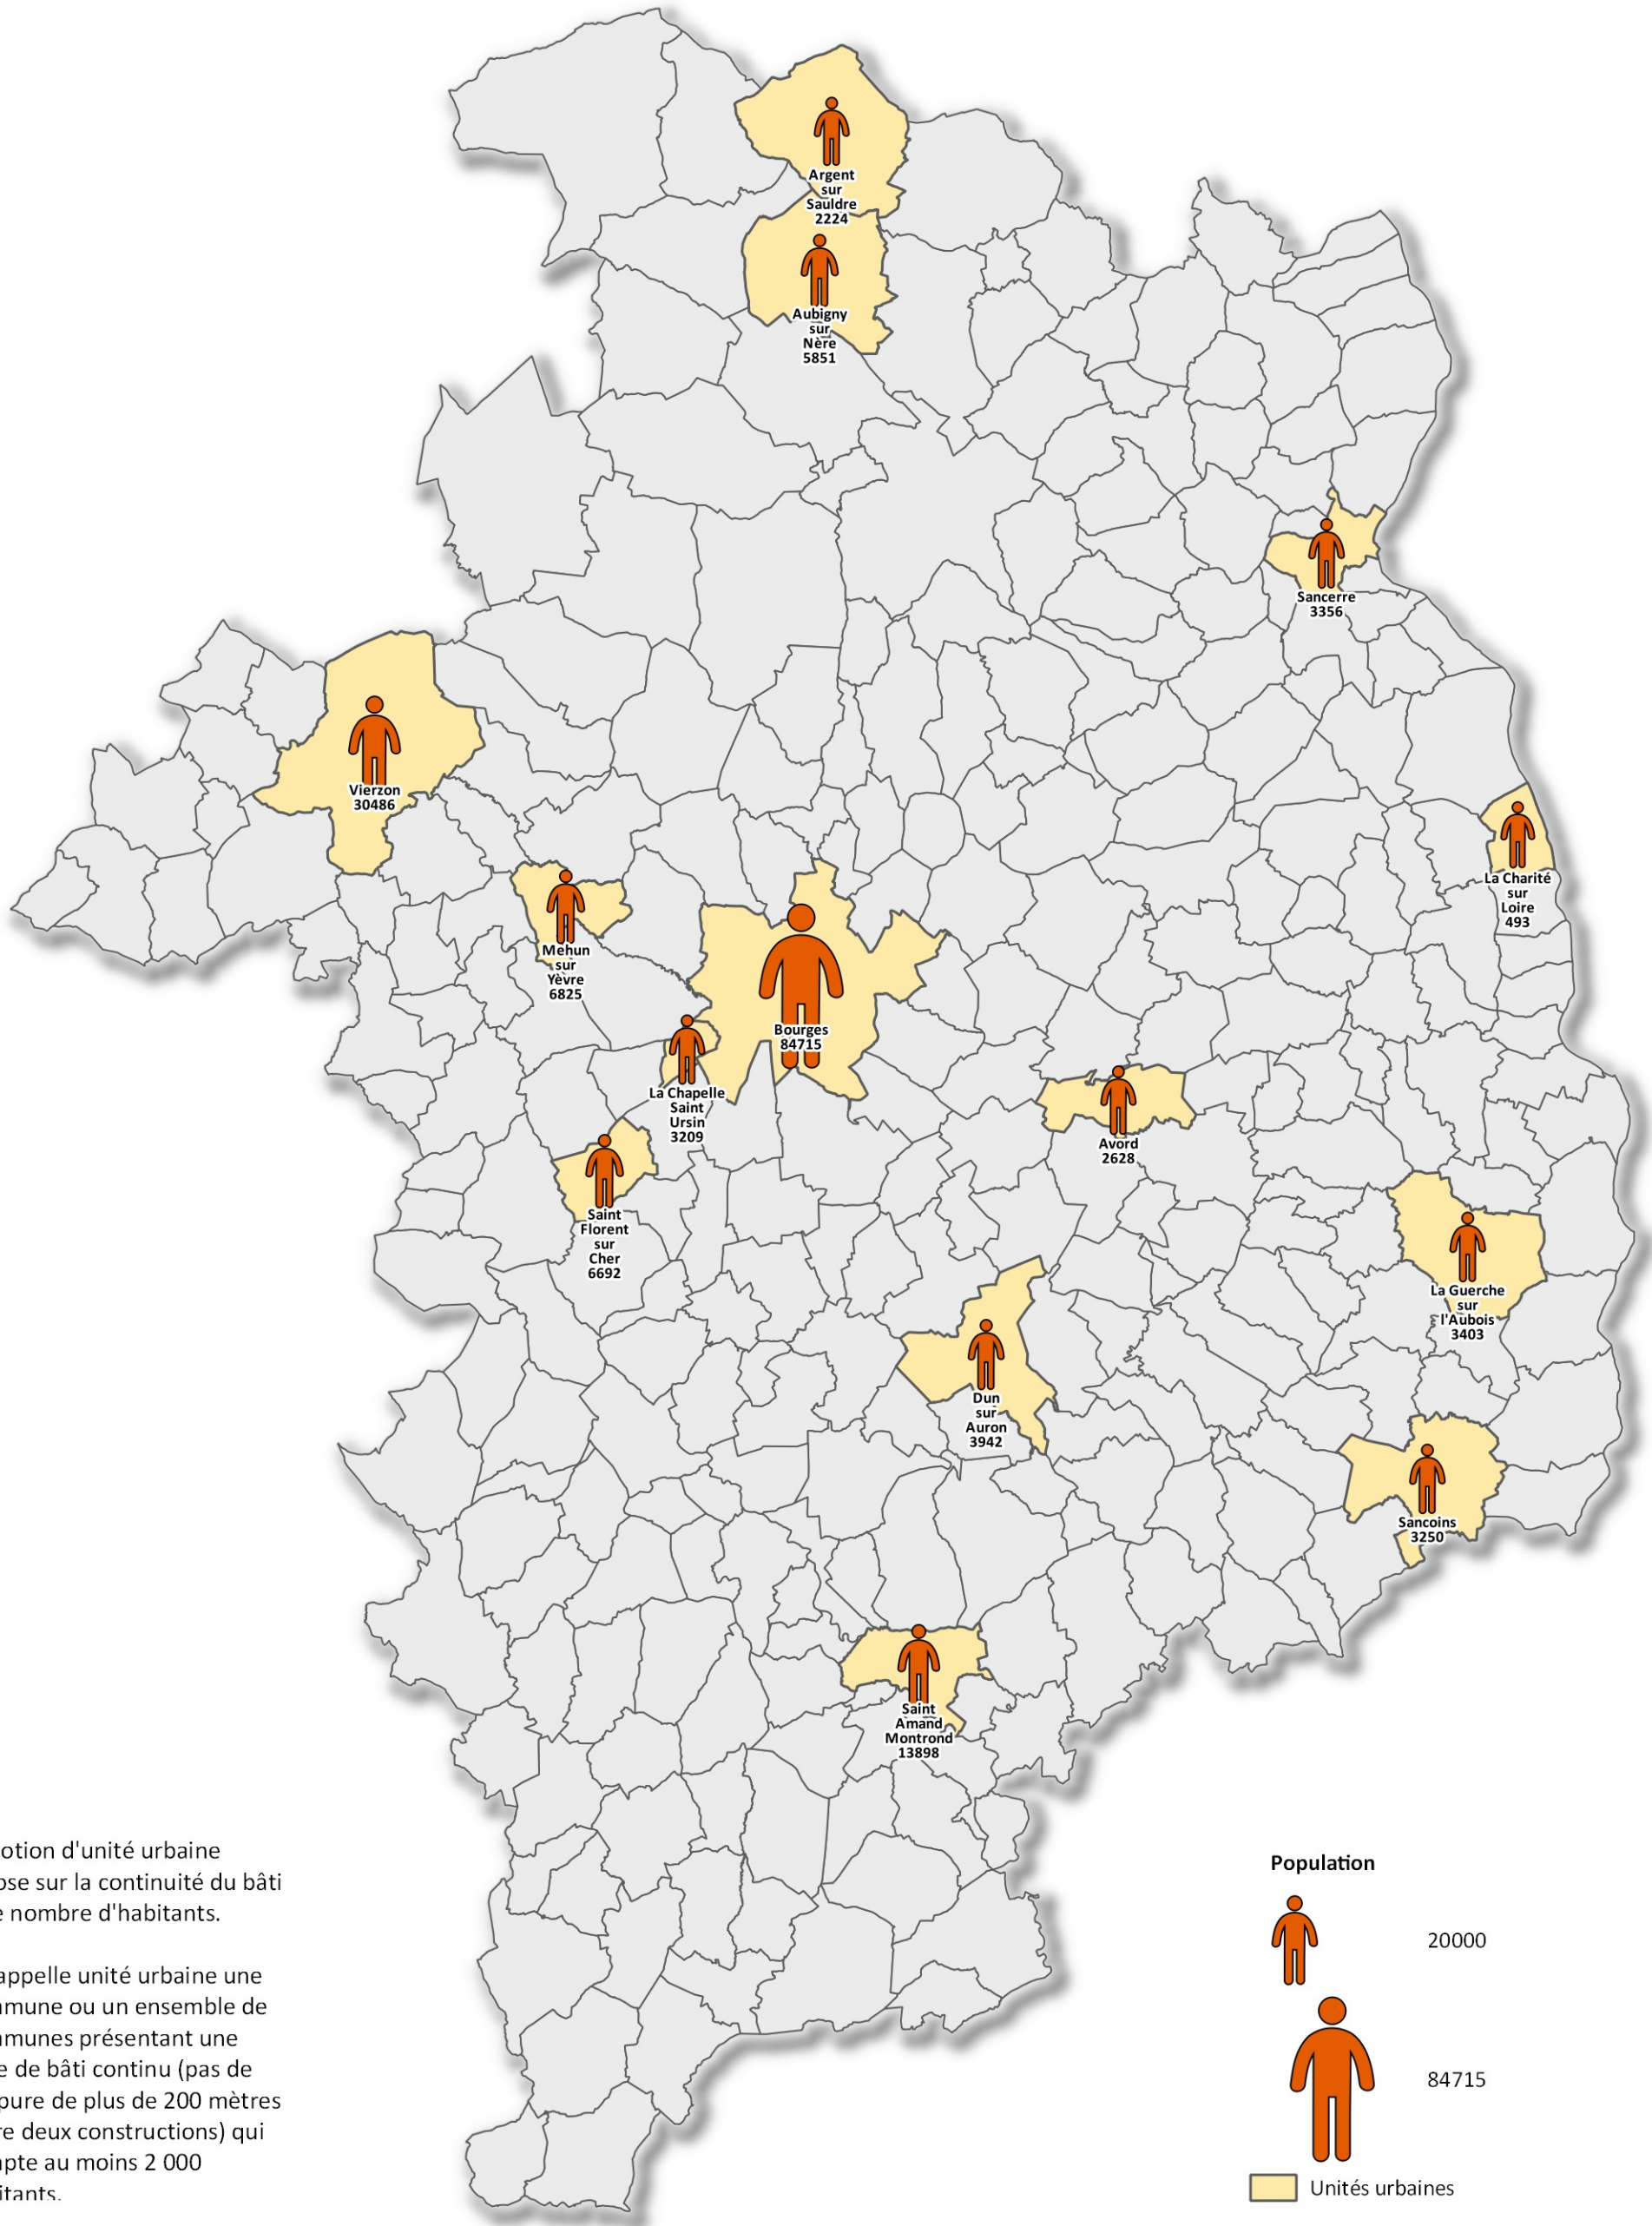 Argent
sur
Sauldre
2224
Aubigny
sur
Nère
5851
Sancerre
3356
Vierzon
30486
La Charité
sur
Loire
493
Mehun
sur
Yèvre
6825
Bourges
84715
La Chapelle
Saint
Ursin
3209
Avord
2628
Saint
Florent
sur
Cher
6692
La Guerche
sur
l'Aubois
3403
Dun
sur
Auron
3942
Sancoins
3250
Saint
Amand
Montrond
13898
otion d'unité urbaine
ose sur la continuité du bâti
e nombre d'habitants.
appelle unité urbaine une
mmune ou un ensemble de
mmunes présentant une
e de bâti continu (pas de
pure de plus de 200 mètres
re deux constructions) qui
npte au moins 2 000
itants.
Population
20000
84715
Unités urbaines